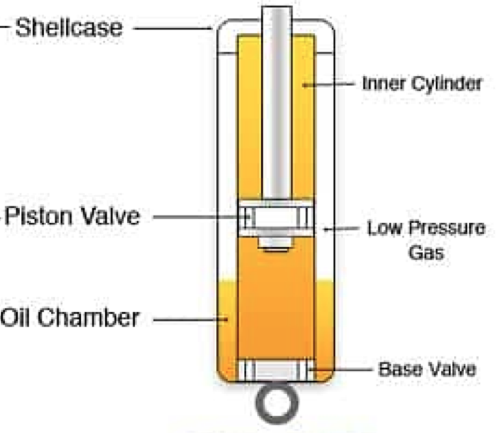 Shellcase
Inner Cylinder
Piston Valve
Low Pressure
Gas
Oil Chamber
Base Valve